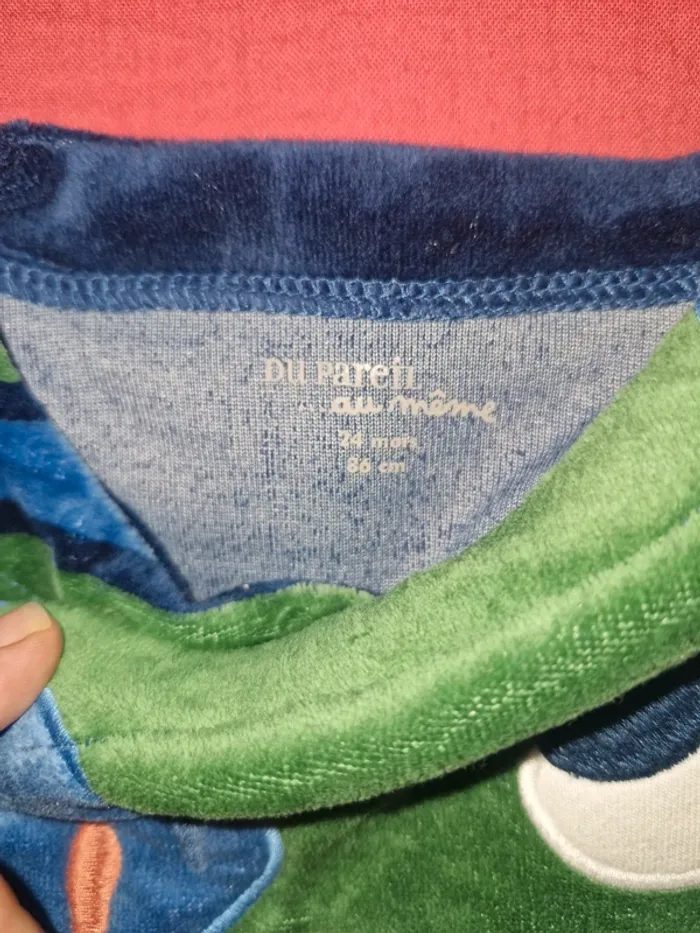 DU Pareil
... au même
24 mois
86 cm